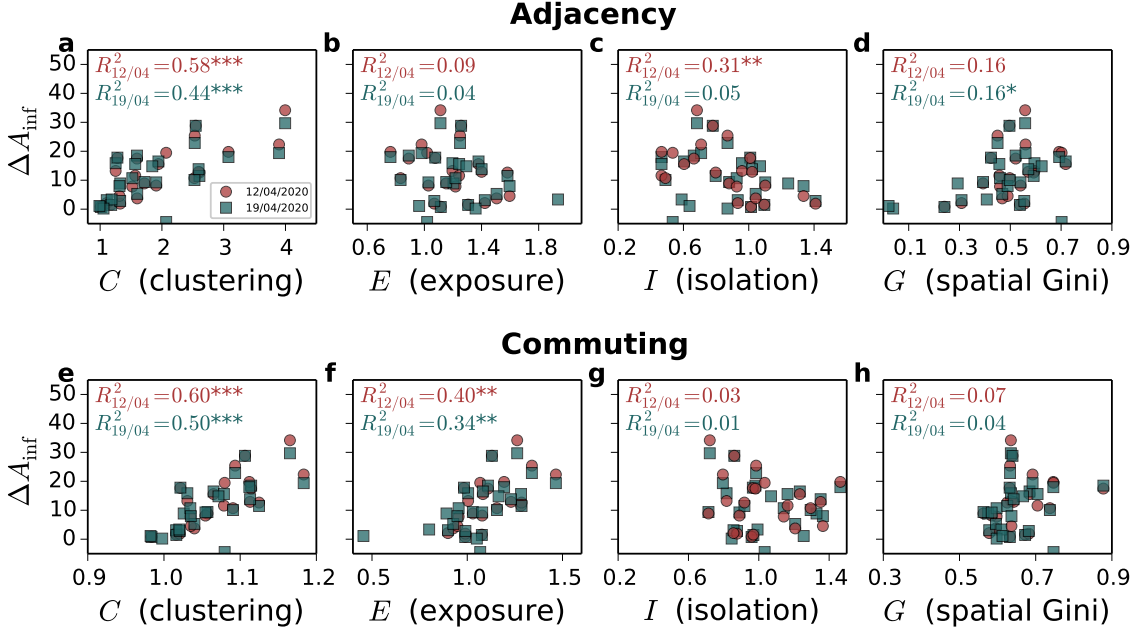 Adjacency
a b c d
R²₁₂/₀₄=0.58*** R²₁₂/₀₄=0.09 R²₁₂/₀₄=0.31** R²₁₂/₀₄=0.16
R²₁₉/₀₄=0.44*** R²₁₉/₀₄=0.04 R²₁₉/₀₄=0.05 R²₁₉/₀₄=0.16*
50
40
30
20
10
0
ΔA_inf
12/04/2020
19/04/2020
1 2 3 4 0.6 1.0 1.4 1.8 0.2 0.6 1.0 1.4 0.1 0.3 0.5 0.7 0.9
C (clustering) E (exposure) I (isolation) G (spatial Gini)
Commuting
e f g h
R²₁₂/₀₄=0.60*** R²₁₂/₀₄=0.40** R²₁₂/₀₄=0.03 R²₁₂/₀₄=0.07
R²₁₉/₀₄=0.50*** R²₁₉/₀₄=0.34** R²₁₉/₀₄=0.01 R²₁₉/₀₄=0.04
50
40
30
20
10
0
ΔA_inf
0.9 1.0 1.1 1.2 0.5 1.0 1.5 0.2 0.6 1.0 1.4 0.3 0.5 0.7 0.9
C (clustering) E (exposure) I (isolation) G (spatial Gini)